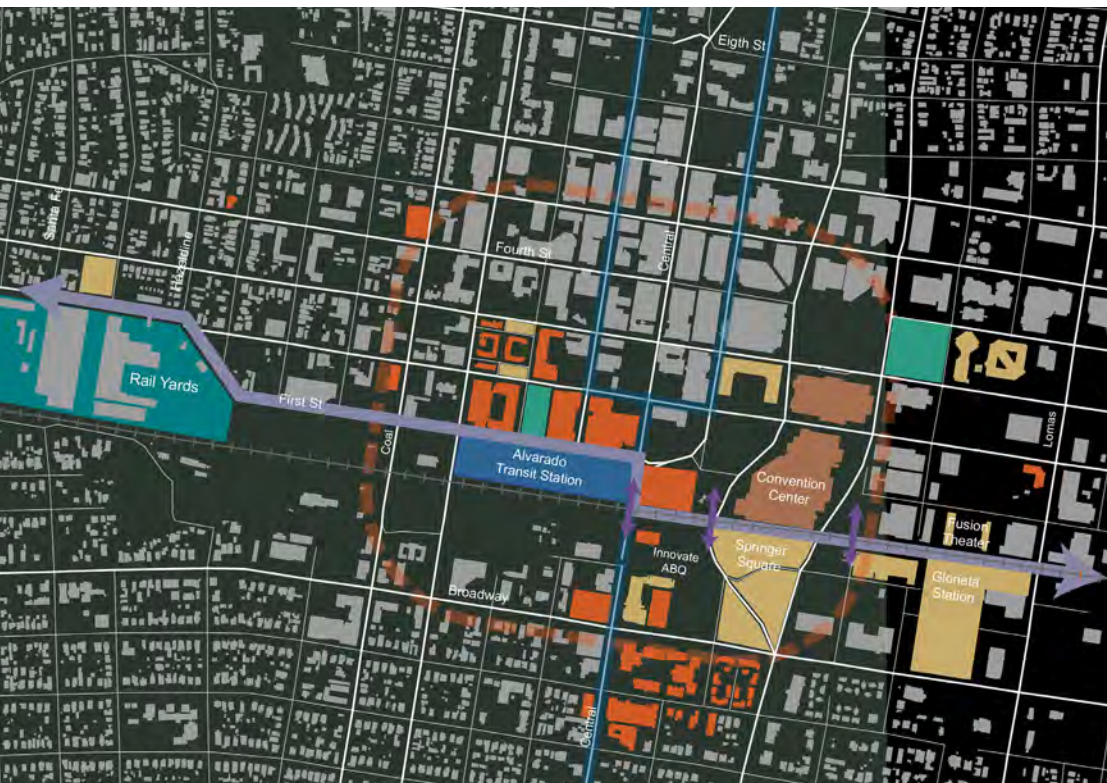 Eigth St
Santa Fe
Hazeldine
Fourth St
Central
Rail Yards
First St
Coal
Lomas
Alvarado
Transit Station
Convention
Center
Fusion
Theater
Innovate
ABQ
Springer
Square
Gloneta
Station
Broadway
Central